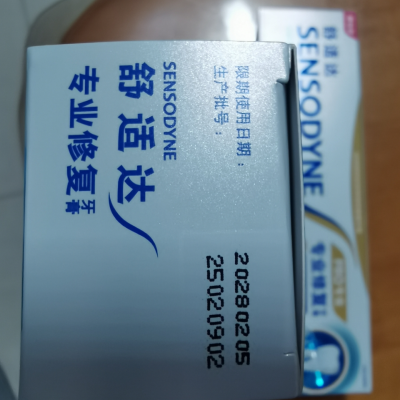 SENSODYNE
舒适达
专业修复牙膏
限期使用日期：
20280205
生产批号：
25020902
舒适达
SENSODYNE
专业修复